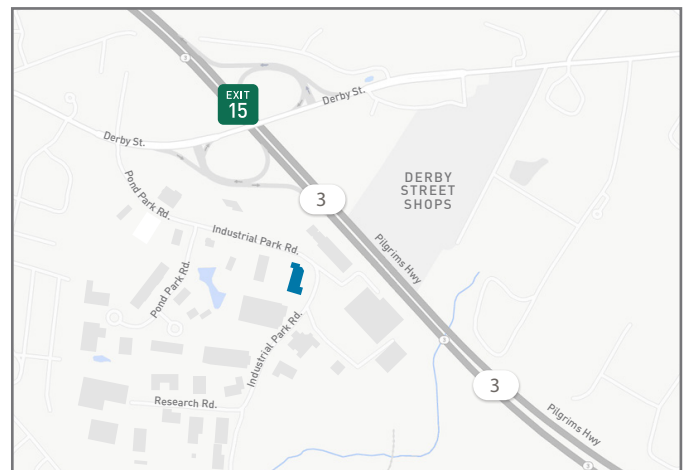 EXIT
15
Derby St.
Derby St.
DERBY
STREET
SHOPS
Pond Park Rd.
3
Industrial Park Rd.
Pilgrims Hwy
Pond Park Rd.
Industrial Park Rd.
3
Research Rd.
Pilgrims Hwy